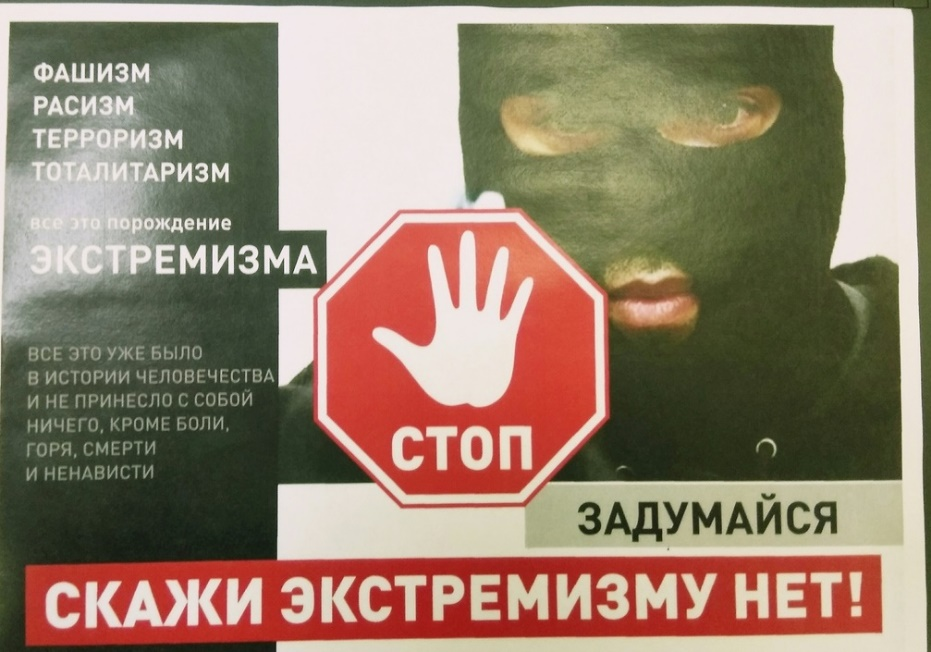 ФАШИЗМ
РАСИЗМ
ТЕРРОРИЗМ
ТОТАЛИТАРИЗМ
все это порождение
ЭКСТРЕМИЗМА
ВСЕ ЭТО УЖЕ БЫЛО
В ИСТОРИИ ЧЕЛОВЕЧЕСТВА
И НЕ ПРИНЕСЛО С СОБОЙ
НИЧЕГО, КРОМЕ БОЛИ,
ГОРЯ, СМЕРТИ
И НЕНАВИСТИ
СТОП
ЗАДУМАЙСЯ
СКАЖИ ЭКСТРЕМИЗМУ НЕТ!